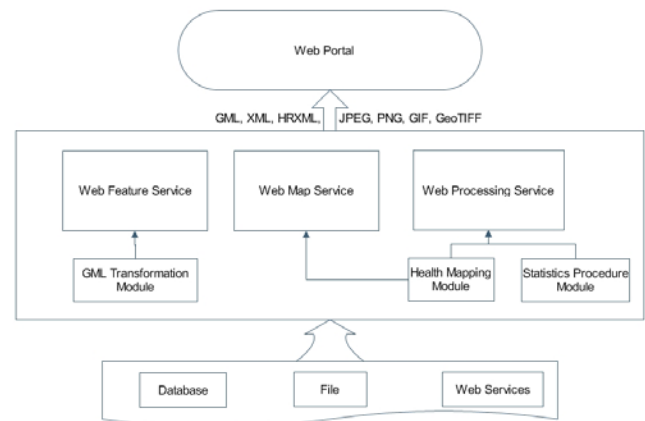 Web Portal
GML, XML, HRXML, JPEG, PNG, GIF, GeoTIFF
Web Feature Service
Web Map Service
Web Processing Service
GML Transformation
Module
Health Mapping
Module
Statistics Procedure
Module
Database
File
Web Services